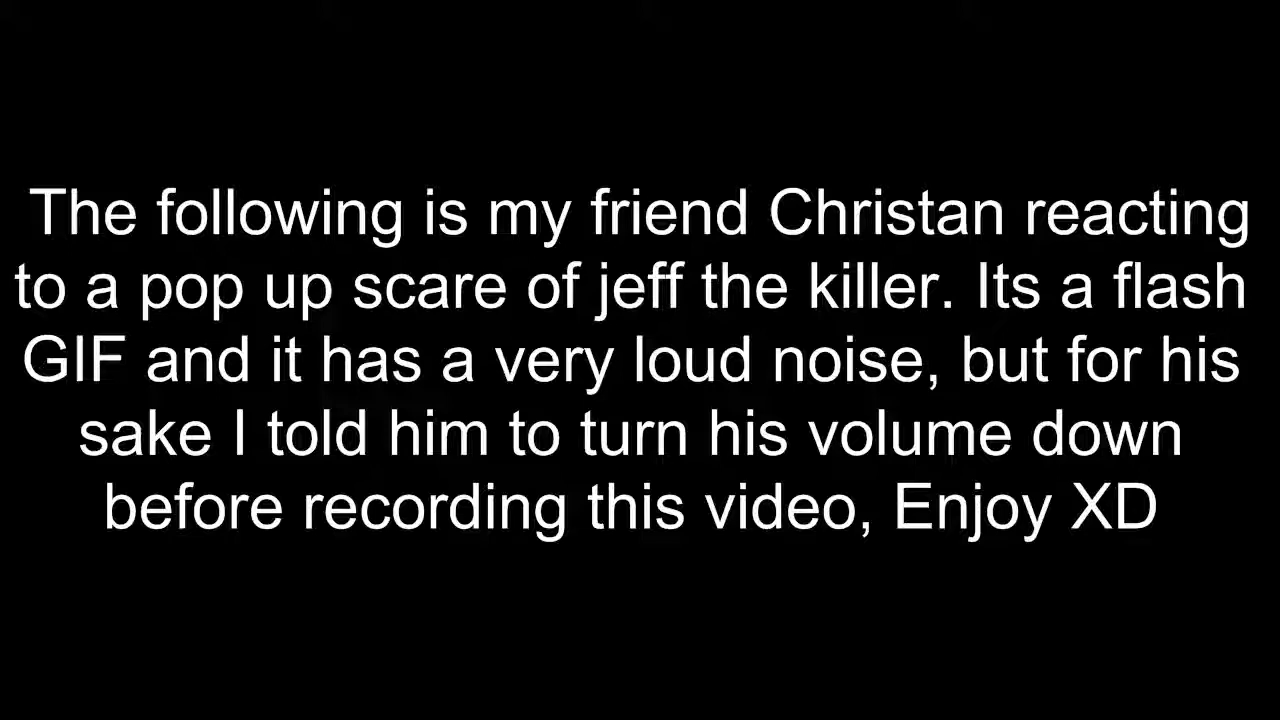 The following is my friend Christan reacting
to a pop up scare of jeff the killer. Its a flash
GIF and it has a very loud noise, but for his
sake I told him to turn his volume down
before recording this video, Enjoy XD